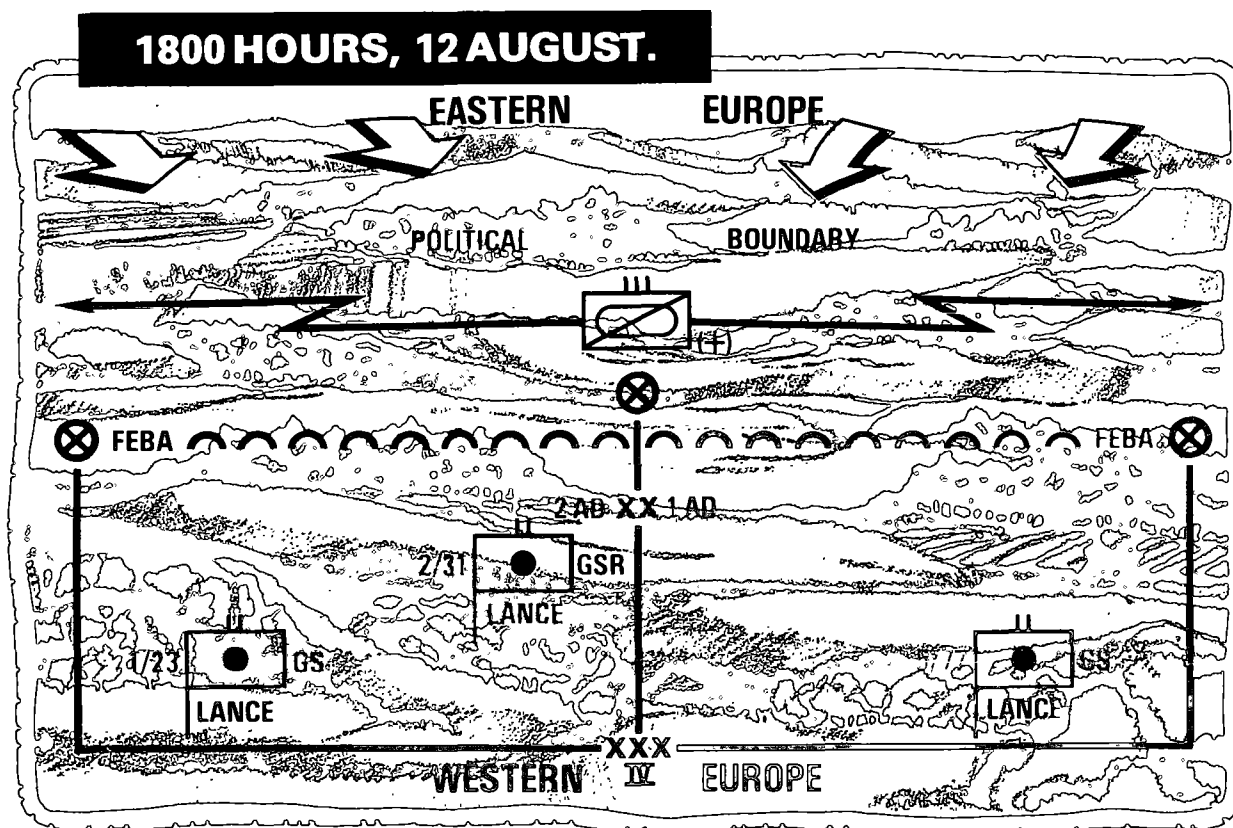 1800 HOURS, 12 AUGUST.
EASTERN EUROPE
POLITICAL BOUNDARY
(+)
FEBA FEBA
2 AD XX 1 AD
2/31 GSR
LANCE
1/23 GS
GS
LANCE
LANCE
XXX
WESTERN IV EUROPE